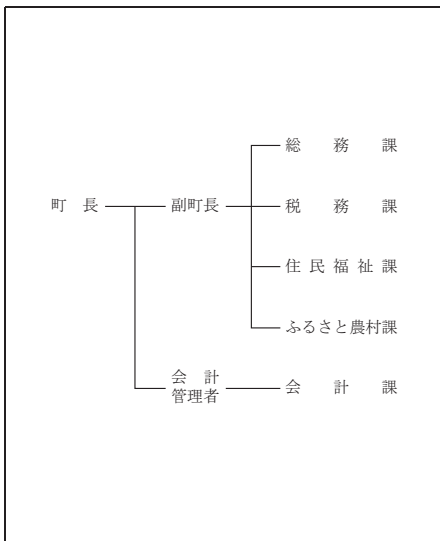 総務課
町長
副町長
税務課
住民福祉課
ふるさと農村課
会計
管理者
会計課